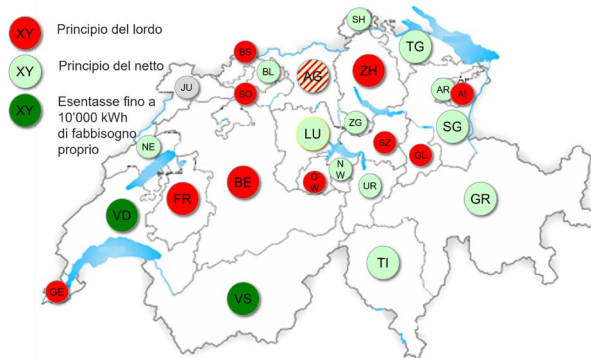 XY Principio del lordo
XY Principio del netto
XY Esentasse fino a
10'000 kWh
di fabbisogno
proprio
SH
BS
BL
AG
ZH
TG
JU
SO
AR
AI
NE
LU
ZG
SG
SZ
GL
FR
BE
O
W
N
W
UR
VD
GR
TI
GE
VS